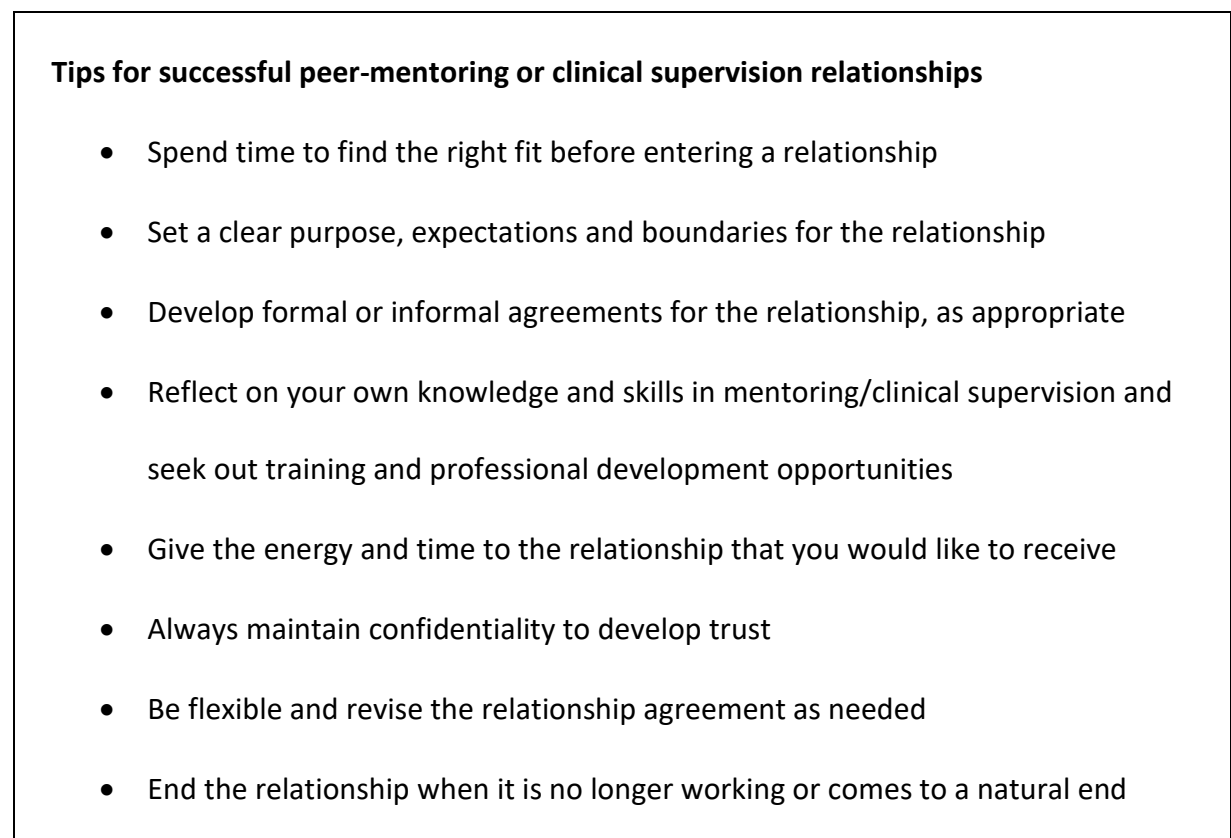 Tips for successful peer-mentoring or clinical supervision relationships
• Spend time to find the right fit before entering a relationship
• Set a clear purpose, expectations and boundaries for the relationship
• Develop formal or informal agreements for the relationship, as appropriate
• Reflect on your own knowledge and skills in mentoring/clinical supervision and
seek out training and professional development opportunities
• Give the energy and time to the relationship that you would like to receive
• Always maintain confidentiality to develop trust
• Be flexible and revise the relationship agreement as needed
• End the relationship when it is no longer working or comes to a natural end